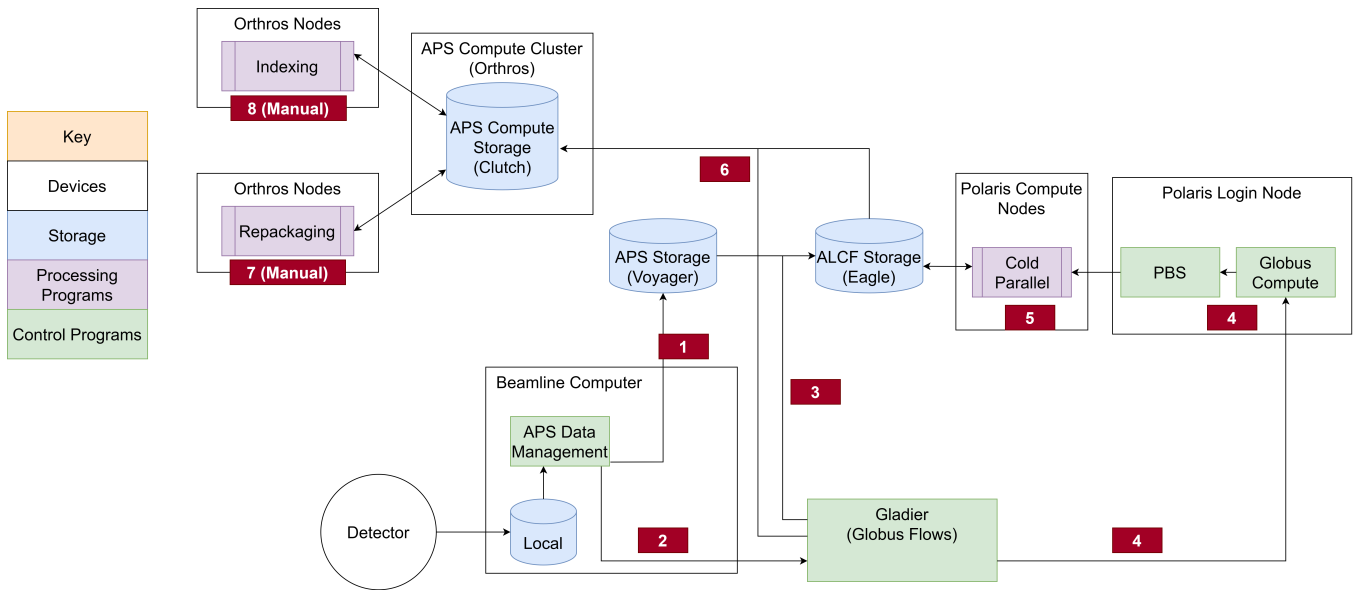 Orthros Nodes
Indexing
8 (Manual)
APS Compute Cluster
(Orthros)
APS Compute
Storage
(Clutch)
Key
Devices
Storage
Processing
Programs
Control Programs
Orthros Nodes
Repackaging
7 (Manual)
6
APS Storage
(Voyager)
ALCF Storage
(Eagle)
Polaris Compute
Nodes
Cold
Parallel
5
Polaris Login Node
PBS
Globus
Compute
4
1
3
Beamline Computer
APS Data
Management
Detector
Local
2
Gladier
(Globus Flows)
4